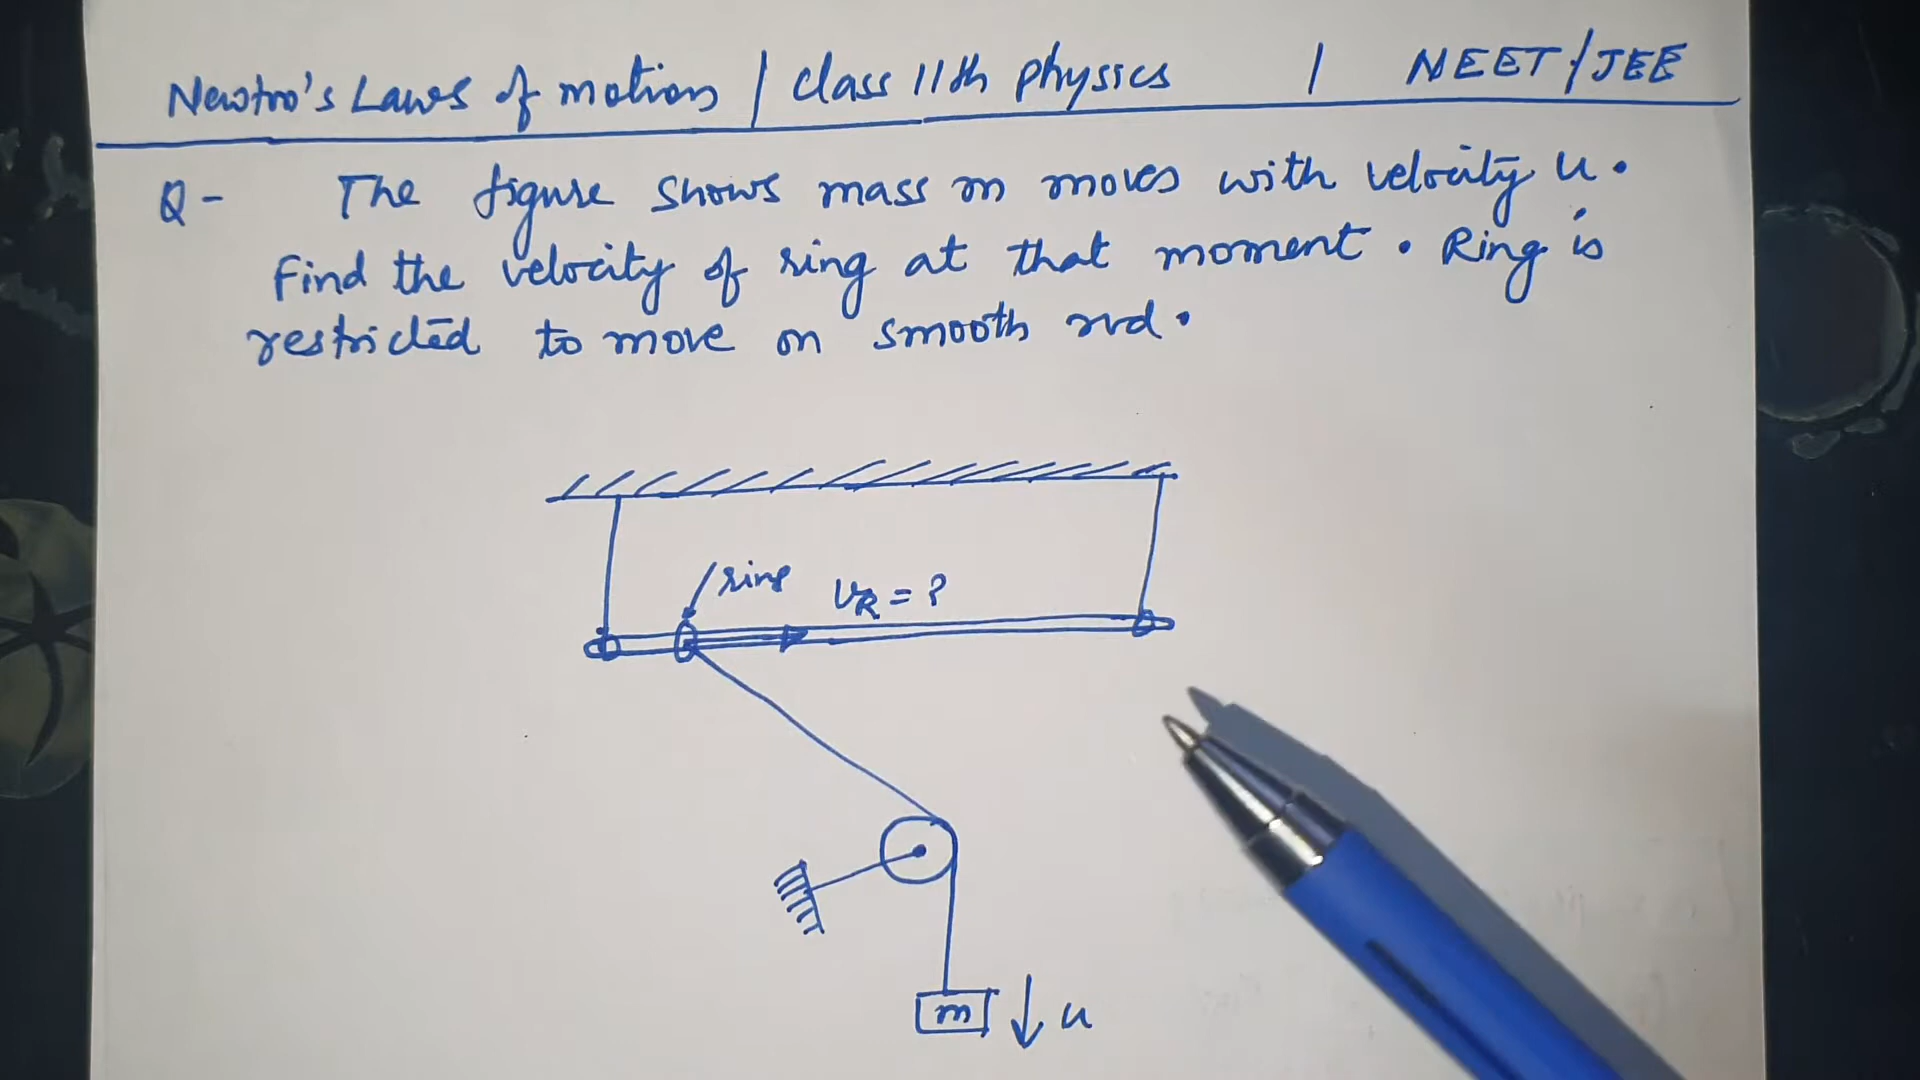 Newtro's Laws of motion | Class 11th physics | NEET/JEE
Q- The figure shows mass m moves with velocity u.
Find the velocity of ring at that moment. Ring is
restricted to move on smooth rod.
ring
VR = ?
m
u